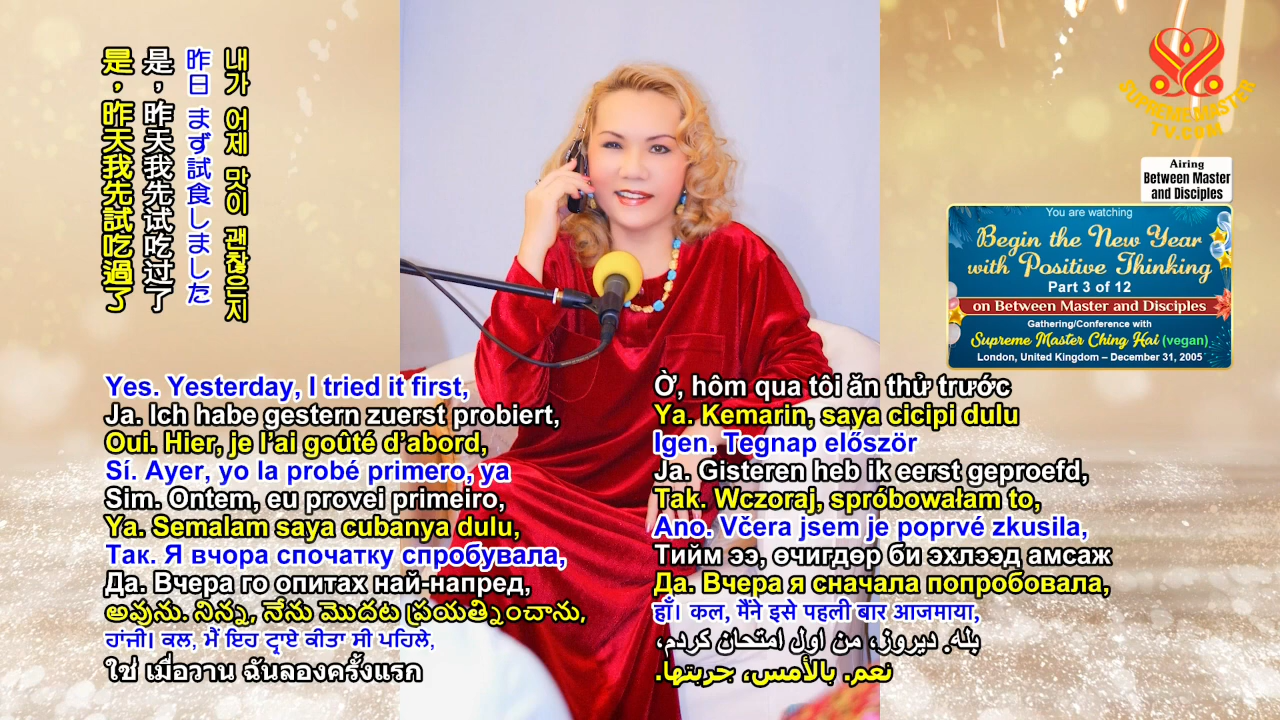 是，昨天我先試吃過了
是，昨天我先试吃过了
昨日 まず試食しました
내가 어제 맛이 괜찮은지
SUPREME MASTER
TV.COM
Airing
Between Master
and Disciples
You are watching
Begin the New Year
with Positive Thinking
Part 3 of 12
on Between Master and Disciples
Gathering/Conference with
Supreme Master Ching Hai (vegan)
London, United Kingdom – December 31, 2005
Yes. Yesterday, I tried it first,
Ja. Ich habe gestern zuerst probiert,
Oui. Hier, je l'ai goûté d'abord,
Sí. Ayer, yo la probé primero, ya
Sim. Ontem, eu provei primeiro,
Ya. Semalam saya cubanya dulu,
Так. Я вчора спочатку спробувала,
Да. Вчера го опитах най-напред,
అవును. నిన్న, నేను మొదట ప్రయత్నించాను,
ਹਾਂਜੀ। ਕਲ, ਮੈਂ ਇਹ ਟ੍ਰਾਏ ਕੀਤਾ ਸੀ ਪਹਿਲੇ,
ใช่ เมื่อวาน ฉันลองครั้งแรก
Ờ, hôm qua tôi ăn thử trước
Ya. Kemarin, saya cicipi dulu
Igen. Tegnap először
Ja. Gisteren heb ik eerst geproefd,
Tak. Wczoraj, spróbowałam to,
Ano. Včera jsem je poprvé zkusila,
Тийм ээ, өчигдөр би эхлээд амсаж
Да. Вчера я сначала попробовала,
हाँ। कल, मैंने इसे पहली बार आजमाया,
بله. دیروز، من اول امتحان کردم،
نعم. بالأمس، جربتها.